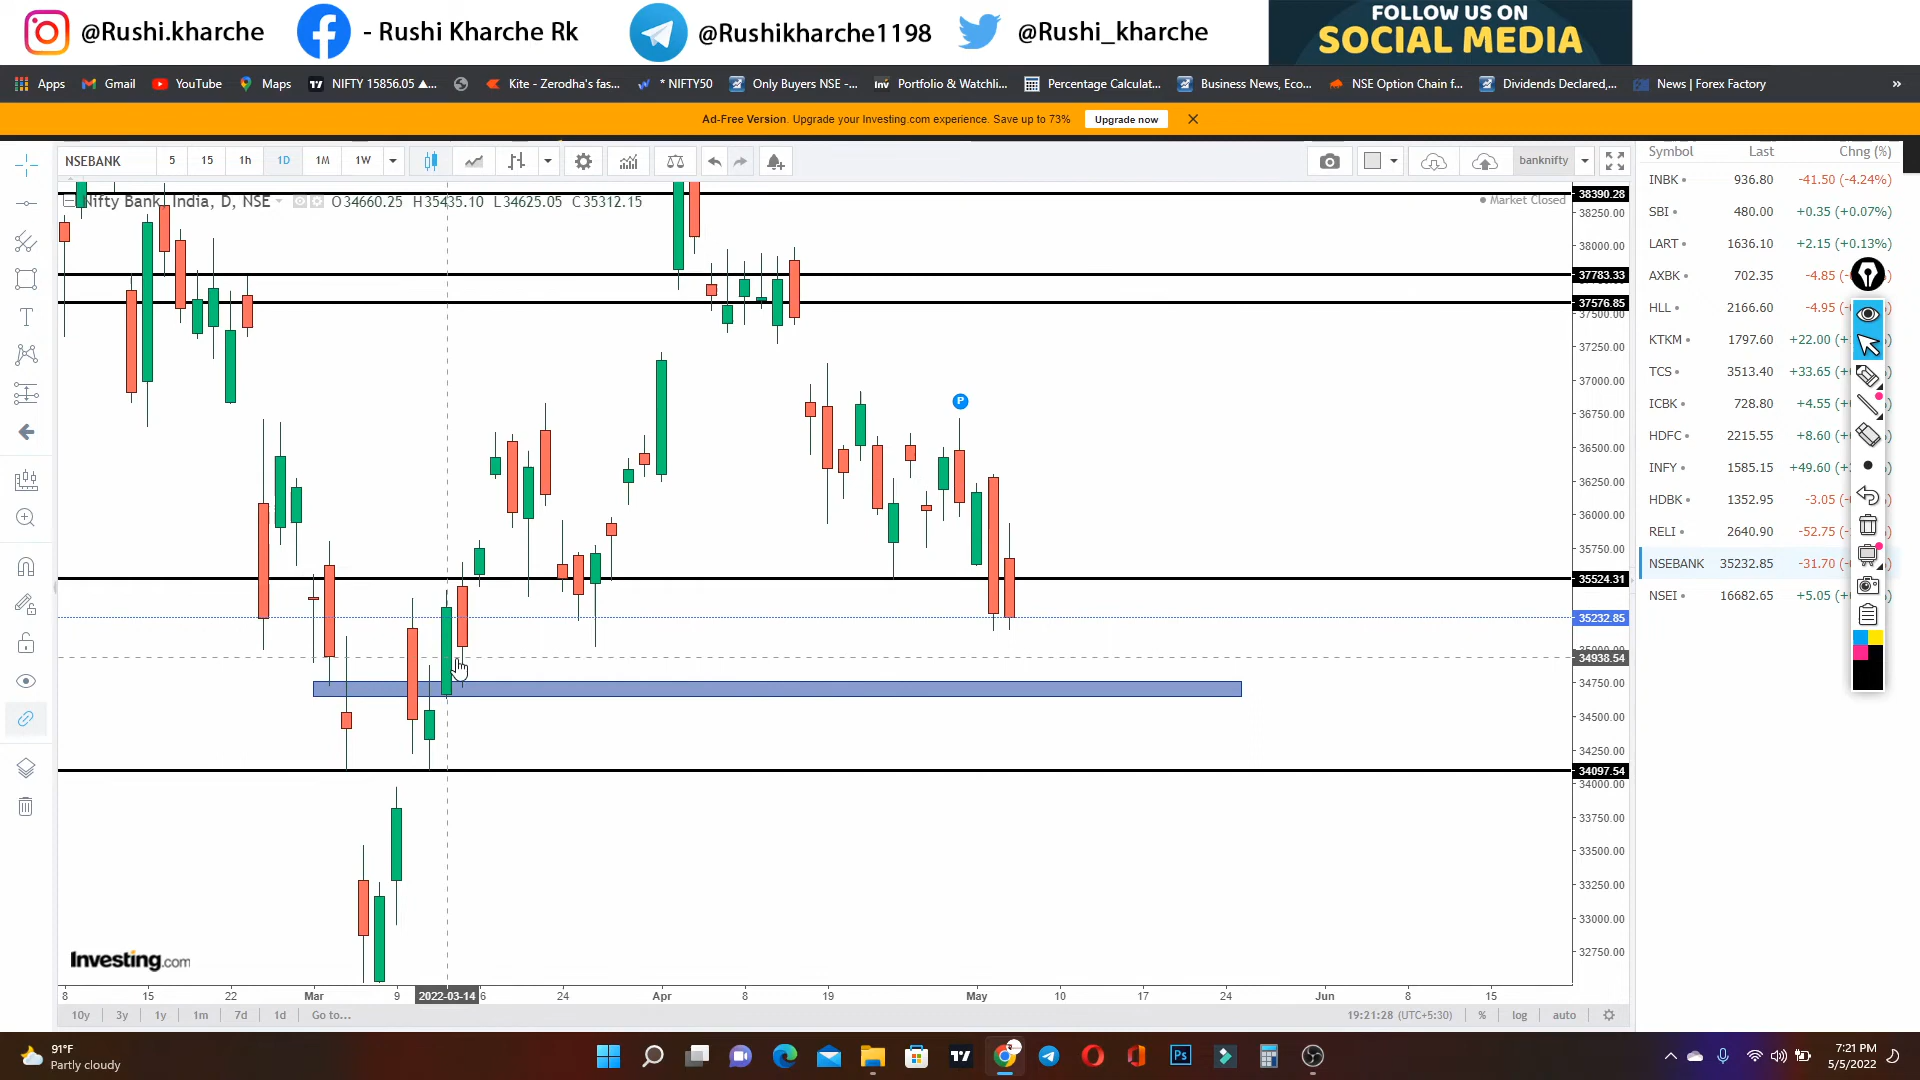 @Rushi.kharche - Rushi Kharche Rk @Rushikharche1198 @Rushi_kharche
FOLLOW US ON
SOCIAL MEDIA
Apps Gmail YouTube Maps NIFTY 15856.05 ▲... Kite - Zerodha's fas... * NIFTY50 Only Buyers NSE -... Inv Portfolio & Watchli... Percentage Calculat... Business News, Eco... NSE Option Chain f... Dividends Declared,... News | Forex Factory »
Ad-Free Version. Upgrade your Investing.com experience. Save up to 73% Upgrade now
NSEBANK 5 15 1h 1D 1M 1W banknifty
Nifty Bank, India, D, NSE O34660.25 H35435.10 L34625.05 C35312.15
Market Closed
38390.28
38250.00
38000.00
37783.33
37576.85
37500.00
37250.00
37000.00
36750.00
36500.00
36250.00
36000.00
35750.00
35524.31
35232.85
35000.00
34938.54
34750.00
34500.00
34250.00
34097.54
34000.00
33750.00
33500.00
33250.00
33000.00
32750.00
P
Investing.com
8 15 22 Mar 9 2022-03-14 6 24 Apr 8 19 May 10 17 24 Jun 8 15
10y 3y 1y 1m 7d 1d Go to... 19:21:28 (UTC+5:30) % log auto
Symbol Last Chng (%)
INBK 936.80 -41.50 (-4.24%)
SBI 480.00 +0.35 (+0.07%)
LART 1636.10 +2.15 (+0.13%)
AXBK 702.35 -4.85
HLL 2166.60 -4.95
KTKM 1797.60 +22.00
TCS 3513.40 +33.65
ICBK 728.80 +4.55
HDFC 2215.55 +8.60
INFY 1585.15 +49.60
HDBK 1352.95 -3.05
RELI 2640.90 -52.75
NSEBANK 35232.85 -31.70
NSEI 16682.65 +5.05
91°F
Partly cloudy
Ps
7:21 PM
5/5/2022